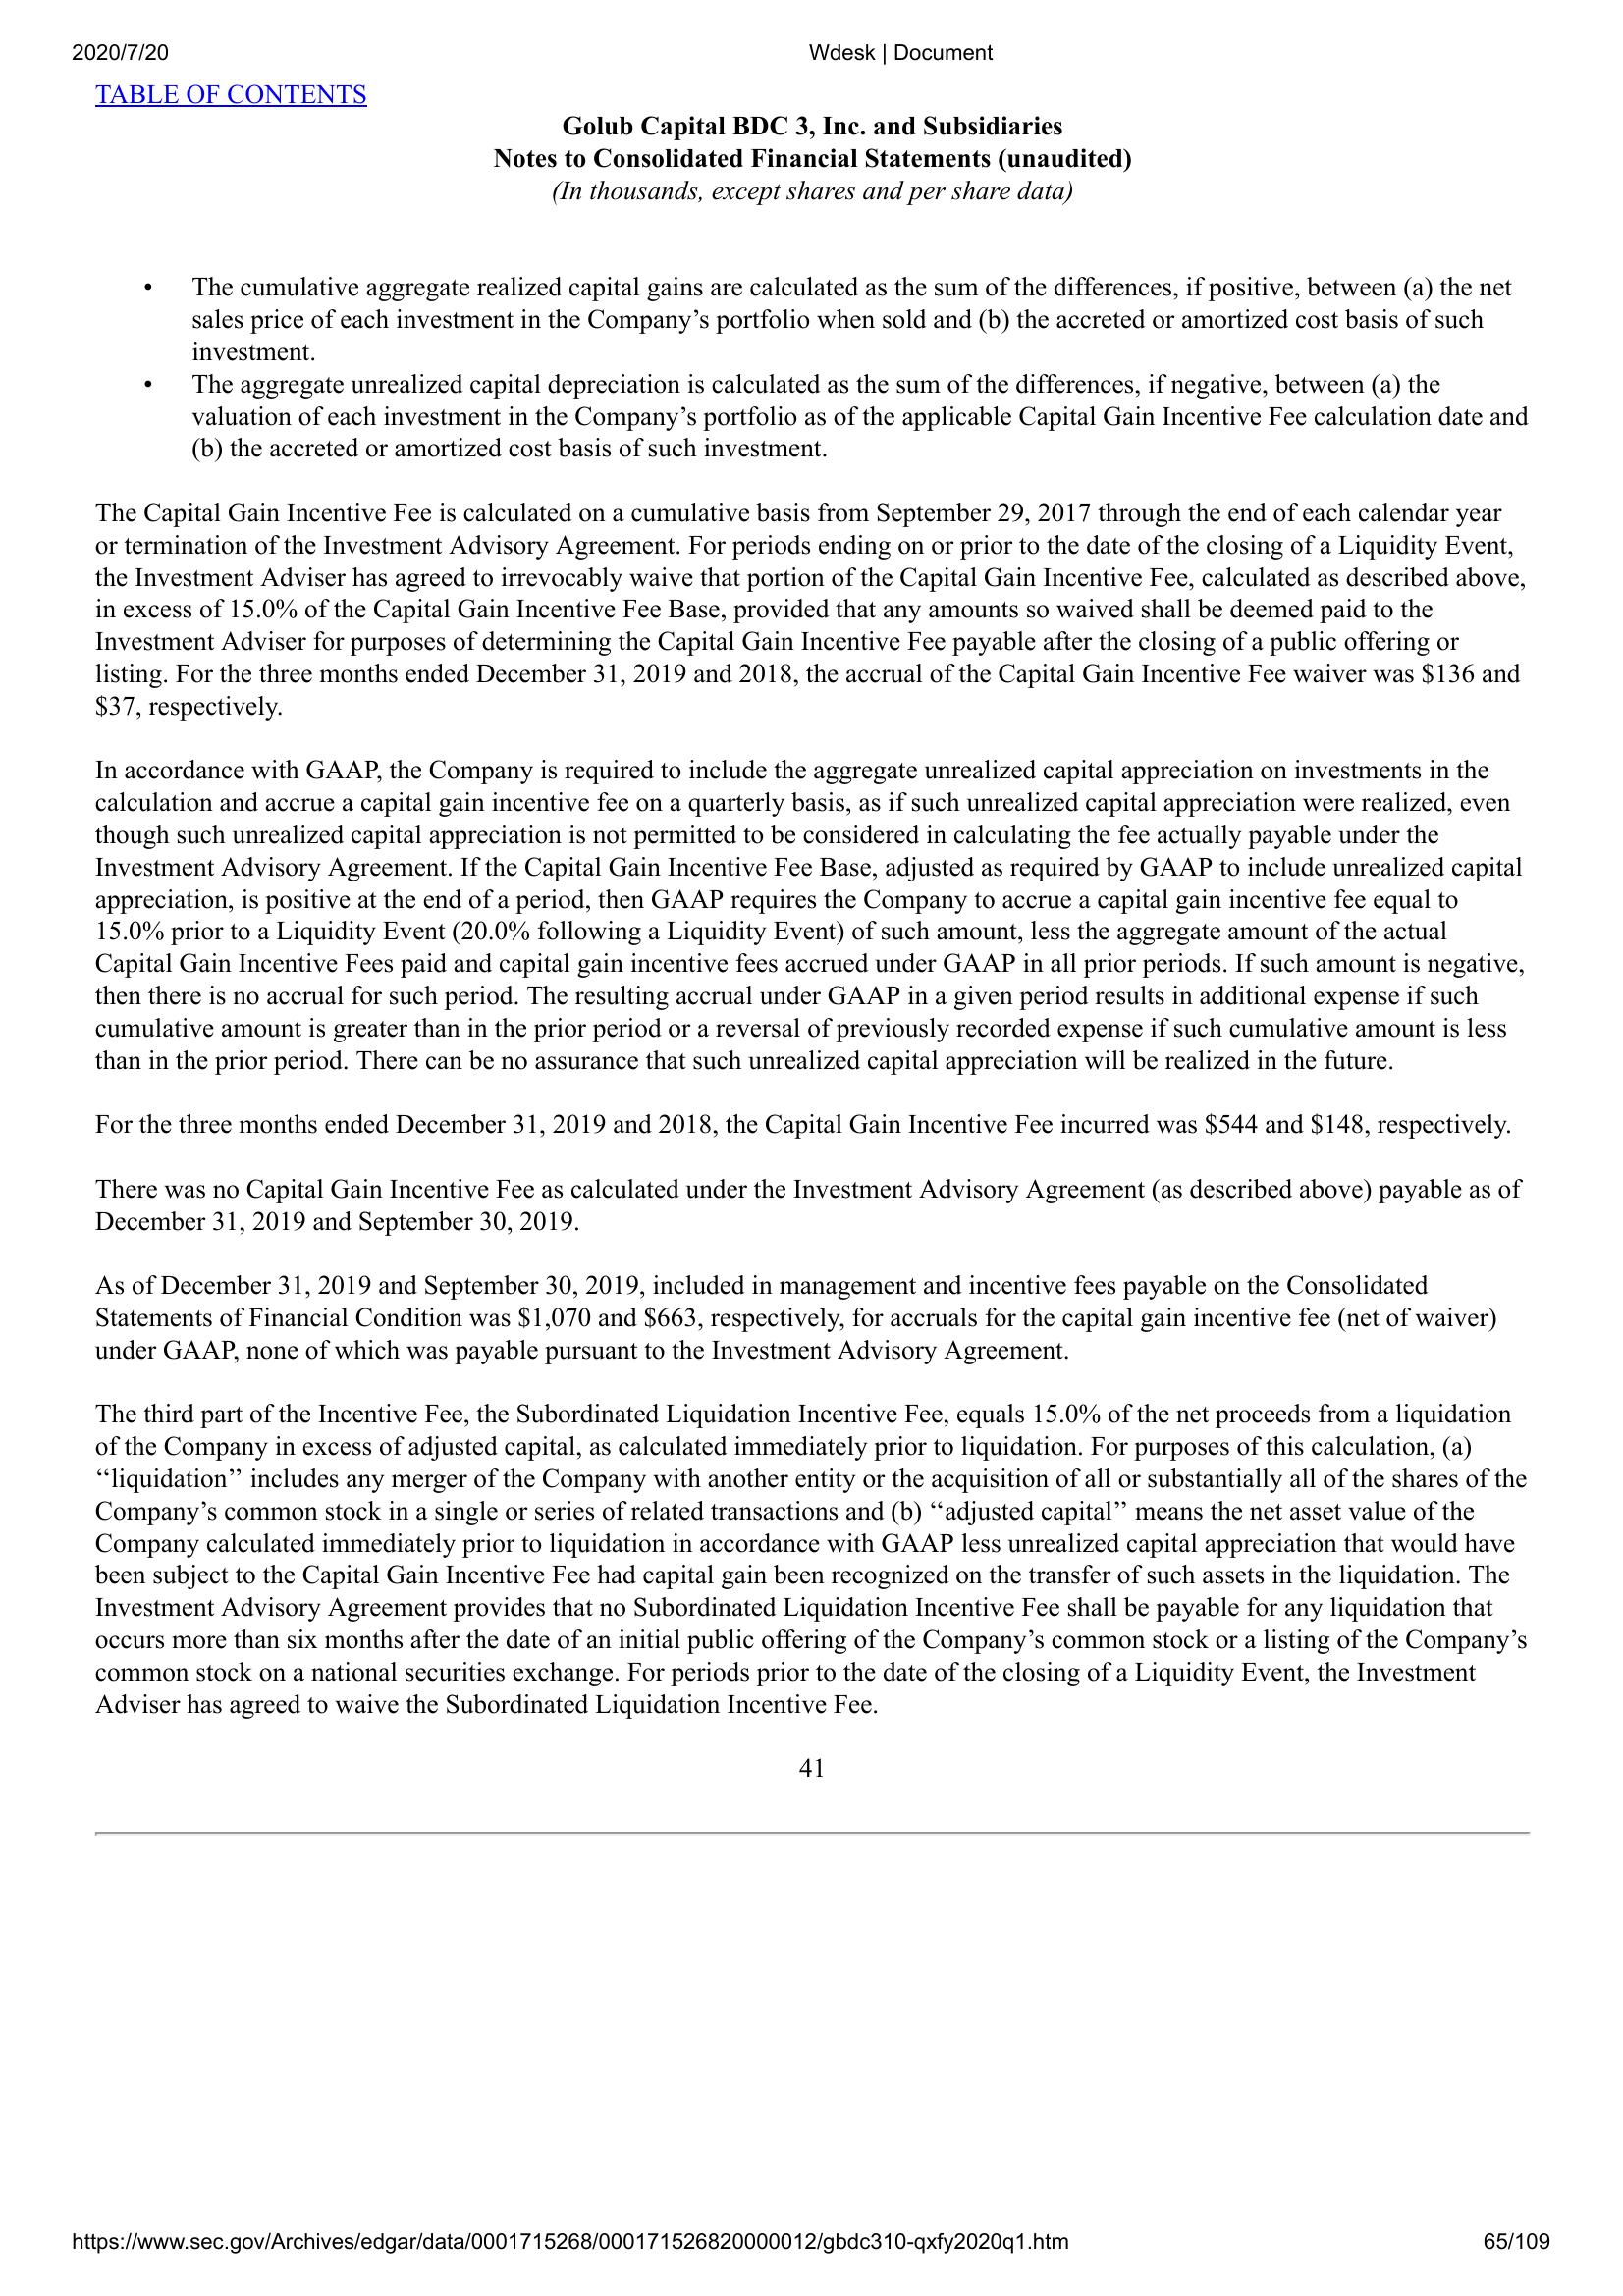 2020/7/20
Wdesk | Document
TABLE OF CONTENTS
Golub Capital BDC 3, Inc. and Subsidiaries
Notes to Consolidated Financial Statements (unaudited)
(In thousands, except shares and per share data)
• The cumulative aggregate realized capital gains are calculated as the sum of the differences, if positive, between (a) the net
sales price of each investment in the Company’s portfolio when sold and (b) the accreted or amortized cost basis of such
investment.
• The aggregate unrealized capital depreciation is calculated as the sum of the differences, if negative, between (a) the
valuation of each investment in the Company’s portfolio as of the applicable Capital Gain Incentive Fee calculation date and
(b) the accreted or amortized cost basis of such investment.
The Capital Gain Incentive Fee is calculated on a cumulative basis from September 29, 2017 through the end of each calendar year
or termination of the Investment Advisory Agreement. For periods ending on or prior to the date of the closing of a Liquidity Event,
the Investment Adviser has agreed to irrevocably waive that portion of the Capital Gain Incentive Fee, calculated as described above,
in excess of 15.0% of the Capital Gain Incentive Fee Base, provided that any amounts so waived shall be deemed paid to the
Investment Adviser for purposes of determining the Capital Gain Incentive Fee payable after the closing of a public offering or
listing. For the three months ended December 31, 2019 and 2018, the accrual of the Capital Gain Incentive Fee waiver was $136 and
$37, respectively.
In accordance with GAAP, the Company is required to include the aggregate unrealized capital appreciation on investments in the
calculation and accrue a capital gain incentive fee on a quarterly basis, as if such unrealized capital appreciation were realized, even
though such unrealized capital appreciation is not permitted to be considered in calculating the fee actually payable under the
Investment Advisory Agreement. If the Capital Gain Incentive Fee Base, adjusted as required by GAAP to include unrealized capital
appreciation, is positive at the end of a period, then GAAP requires the Company to accrue a capital gain incentive fee equal to
15.0% prior to a Liquidity Event (20.0% following a Liquidity Event) of such amount, less the aggregate amount of the actual
Capital Gain Incentive Fees paid and capital gain incentive fees accrued under GAAP in all prior periods. If such amount is negative,
then there is no accrual for such period. The resulting accrual under GAAP in a given period results in additional expense if such
cumulative amount is greater than in the prior period or a reversal of previously recorded expense if such cumulative amount is less
than in the prior period. There can be no assurance that such unrealized capital appreciation will be realized in the future.
For the three months ended December 31, 2019 and 2018, the Capital Gain Incentive Fee incurred was $544 and $148, respectively.
There was no Capital Gain Incentive Fee as calculated under the Investment Advisory Agreement (as described above) payable as of
December 31, 2019 and September 30, 2019.
As of December 31, 2019 and September 30, 2019, included in management and incentive fees payable on the Consolidated
Statements of Financial Condition was $1,070 and $663, respectively, for accruals for the capital gain incentive fee (net of waiver)
under GAAP, none of which was payable pursuant to the Investment Advisory Agreement.
The third part of the Incentive Fee, the Subordinated Liquidation Incentive Fee, equals 15.0% of the net proceeds from a liquidation
of the Company in excess of adjusted capital, as calculated immediately prior to liquidation. For purposes of this calculation, (a)
‘‘liquidation’’ includes any merger of the Company with another entity or the acquisition of all or substantially all of the shares of the
Company’s common stock in a single or series of related transactions and (b) ‘‘adjusted capital’’ means the net asset value of the
Company calculated immediately prior to liquidation in accordance with GAAP less unrealized capital appreciation that would have
been subject to the Capital Gain Incentive Fee had capital gain been recognized on the transfer of such assets in the liquidation. The
Investment Advisory Agreement provides that no Subordinated Liquidation Incentive Fee shall be payable for any liquidation that
occurs more than six months after the date of an initial public offering of the Company’s common stock or a listing of the Company’s
common stock on a national securities exchange. For periods prior to the date of the closing of a Liquidity Event, the Investment
Adviser has agreed to waive the Subordinated Liquidation Incentive Fee.
41
https://www.sec.gov/Archives/edgar/data/0001715268/000171526820000012/gbdc310-qxfy2020q1.htm
65/109